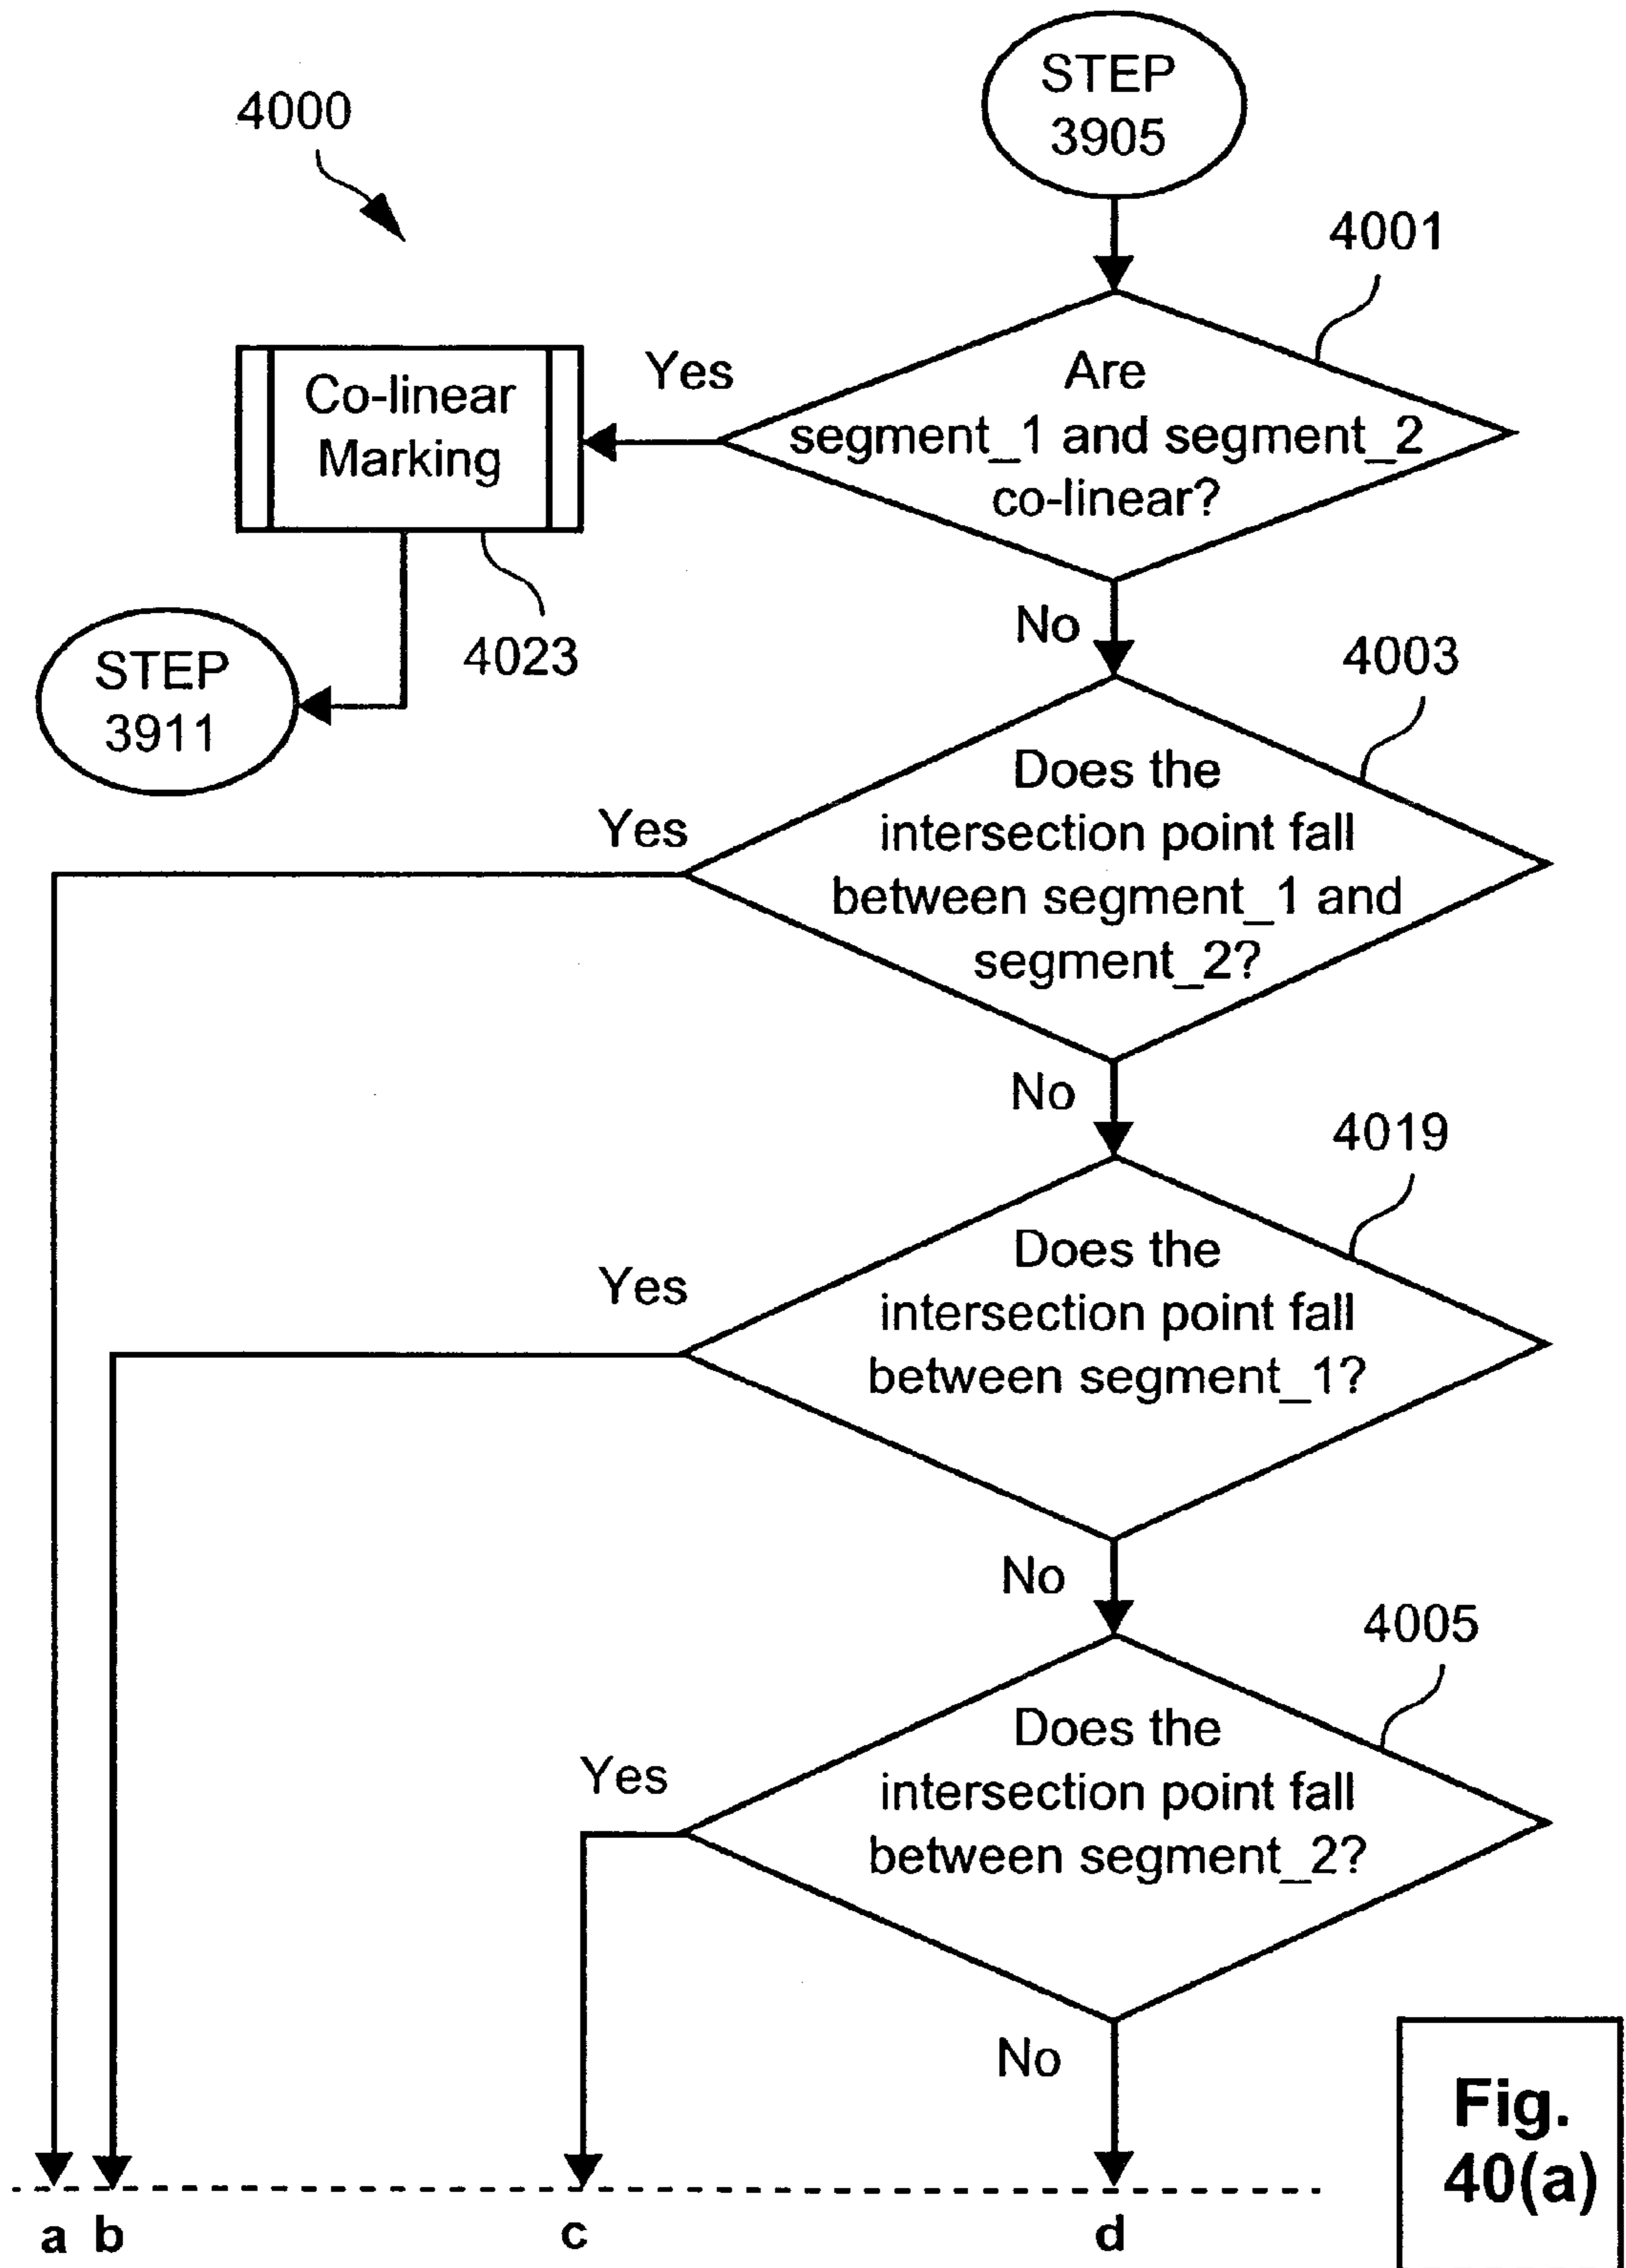 STEP
3905
4000
4001
Are
segment_1 and segment_2
co-linear?
Yes
Co-linear
Marking
No
4023
STEP
3911
4003
Does the
intersection point fall
between segment_1 and
segment_2?
Yes
No
4019
Does the
intersection point fall
between segment_1?
Yes
No
4005
Does the
intersection point fall
between segment_2?
Yes
No
a b c d
Fig.
40(a)